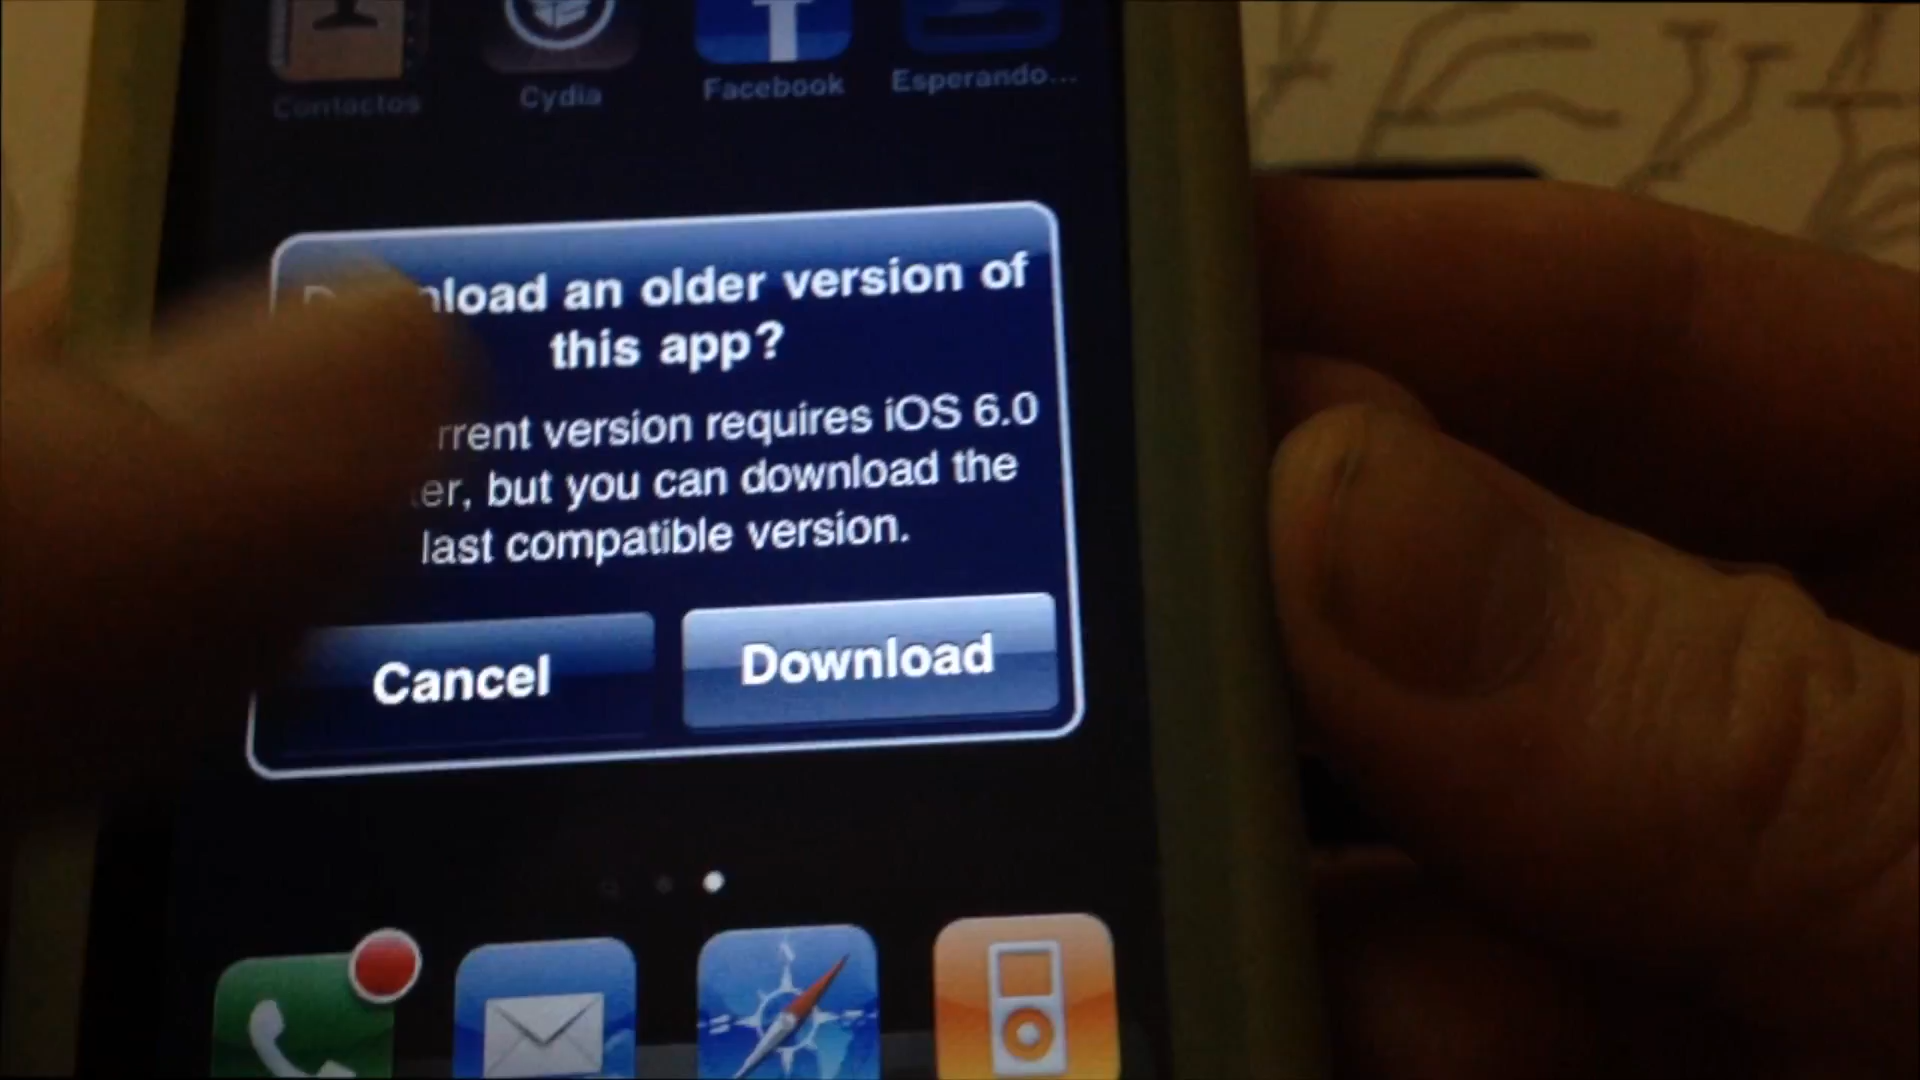 Contactos Cydia Facebook Esperando...
load an older version of
this app?
rrent version requires iOS 6.0
er, but you can download the
last compatible version.
Cancel Download